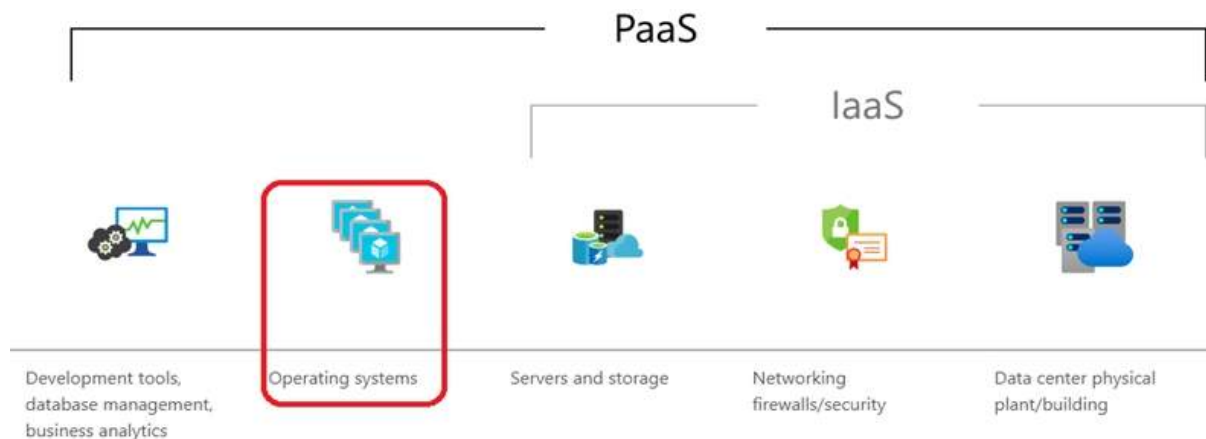 PaaS
IaaS
Development tools,
database management,
business analytics
Operating systems
Servers and storage
Networking
firewalls/security
Data center physical
plant/building